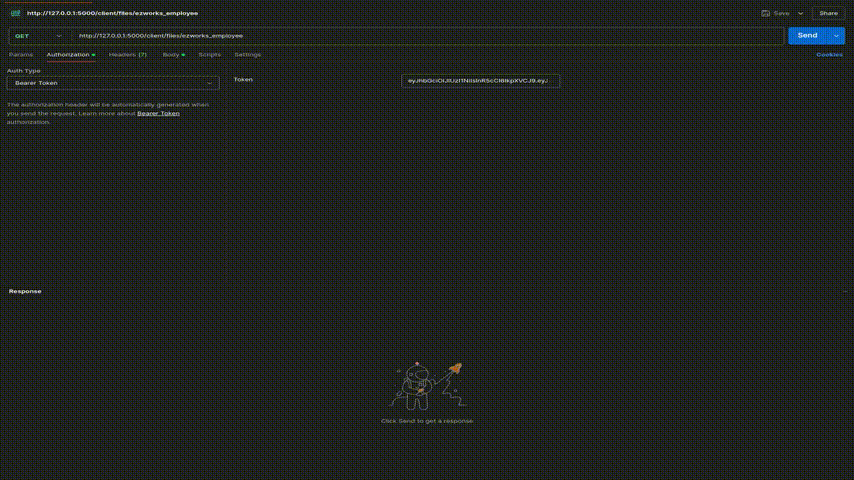 http://127.0.0.1:5000/client/files/ezworks_employee
Save
Share
GET
http://127.0.0.1:5000/client/files/ezworks_employee
Send
Params
Authorization
Headers (7)
Body
Scripts
Settings
Cookies
Auth Type
Bearer Token
Token
The authorization header will be automatically generated when
you send the request. Learn more about Bearer Token
authorization.
Response
Click Send to get a response